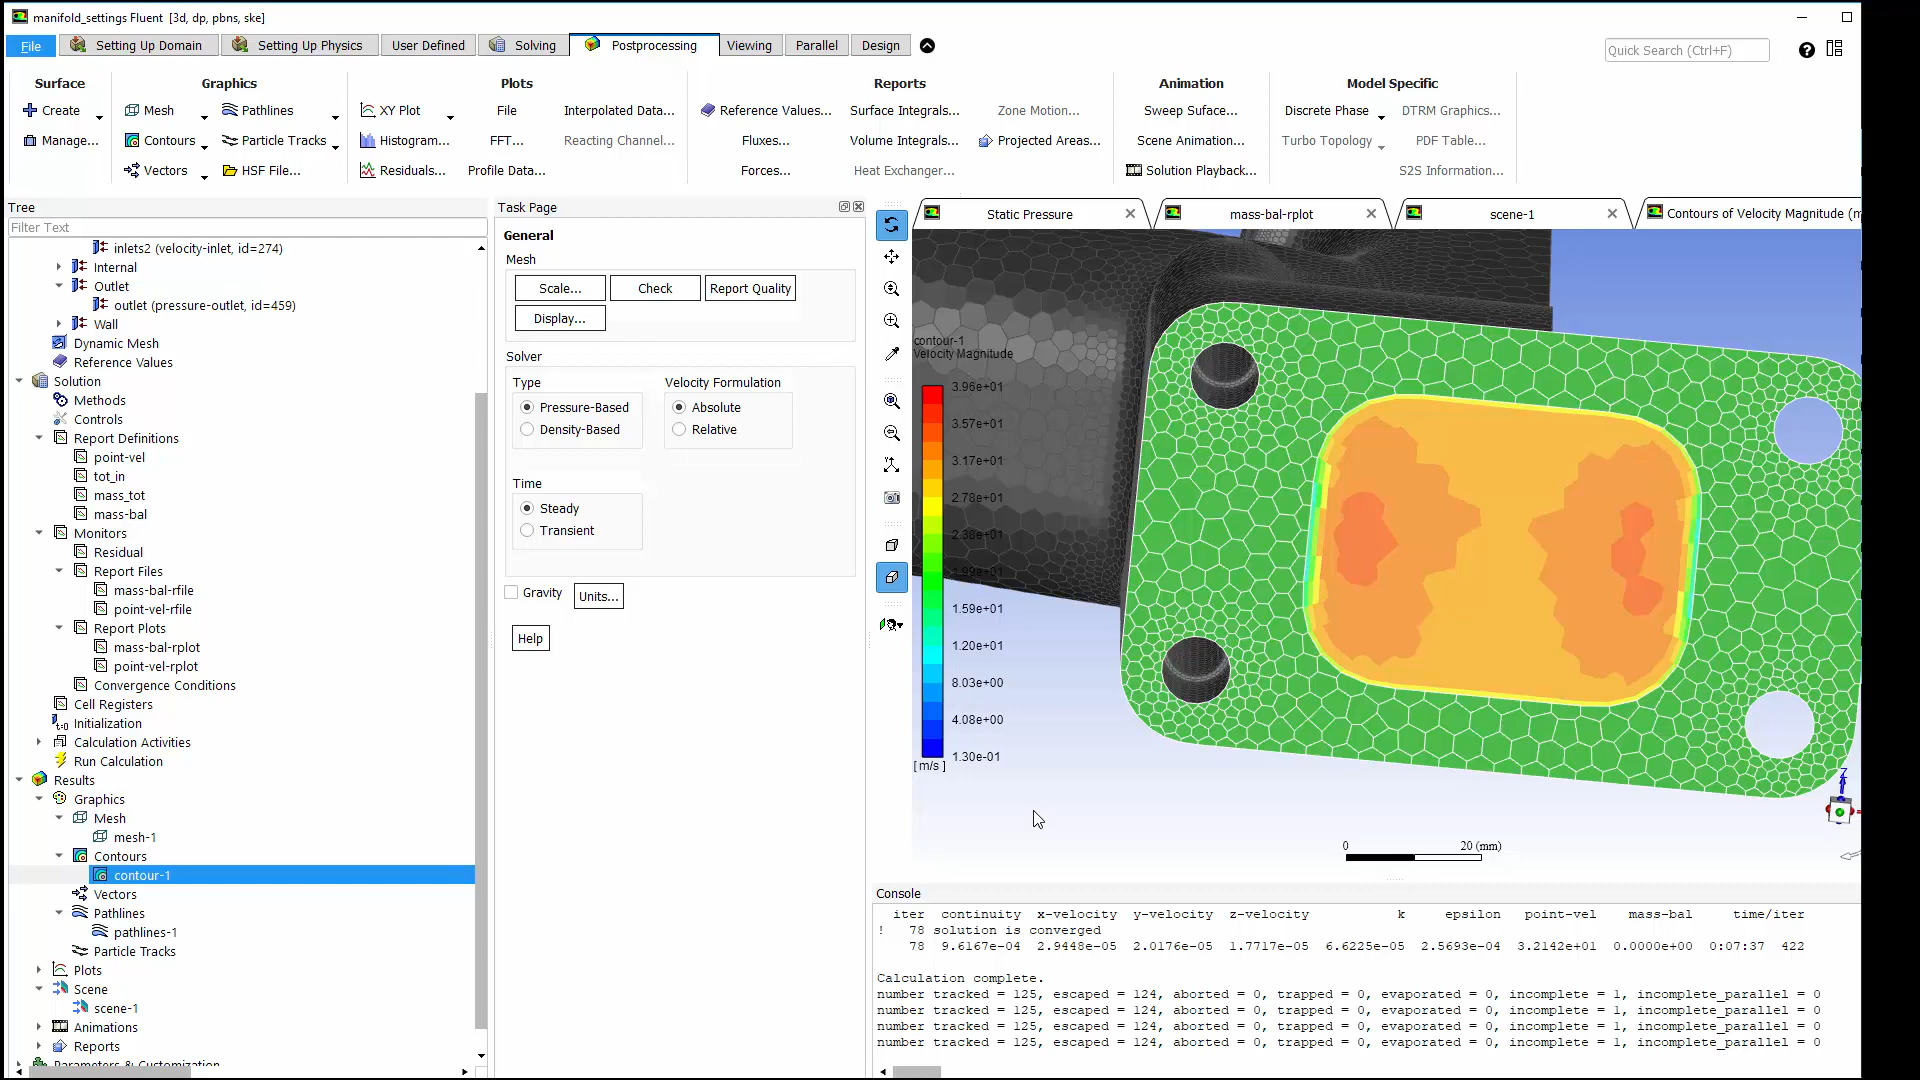 manifold_settings Fluent [3d, dp, pbns, ske]
File Setting Up Domain Setting Up Physics User Defined Solving Postprocessing Viewing Parallel Design Quick Search (Ctrl+F)
Surface Graphics Plots Reports Animation Model Specific
Create Mesh Pathlines XY Plot File Interpolated Data... Reference Values... Surface Integrals... Zone Motion... Sweep Suface... Discrete Phase DTRM Graphics...
Manage... Contours Particle Tracks Histogram... FFT... Reacting Channel... Fluxes... Volume Integrals... Projected Areas... Scene Animation... Turbo Topology PDF Table...
Vectors HSF File... Residuals... Profile Data... Forces... Heat Exchanger... Solution Playback... S2S Information...
Tree
Filter Text
inlets2 (velocity-inlet, id=274)
Internal
Outlet
outlet (pressure-outlet, id=459)
Wall
Dynamic Mesh
Reference Values
Solution
Methods
Controls
Report Definitions
point-vel
tot_in
mass_tot
mass-bal
Monitors
Residual
Report Files
mass-bal-rfile
point-vel-rfile
Report Plots
mass-bal-rplot
point-vel-rplot
Convergence Conditions
Cell Registers
Initialization
Calculation Activities
Run Calculation
Results
Graphics
Mesh
mesh-1
Contours
contour-1
Vectors
Pathlines
pathlines-1
Particle Tracks
Plots
Scene
scene-1
Animations
Reports
Parameters & Customization
Task Page
General
Mesh
Scale... Check Report Quality
Display...
Solver
Type Velocity Formulation
Pressure-Based Absolute
Density-Based Relative
Time
Steady
Transient
Gravity Units...
Help
Static Pressure mass-bal-rplot scene-1 Contours of Velocity Magnitude (m
contour-1
Velocity Magnitude
3.96e+01
3.57e+01
3.17e+01
2.78e+01
2.38e+01
1.99e+01
1.59e+01
1.20e+01
8.03e+00
4.08e+00
1.30e-01
[ m/s ]
Z
0 20 (mm)
Console
iter continuity x-velocity y-velocity z-velocity k epsilon point-vel mass-bal time/iter
! 78 solution is converged
78 9.6167e-04 2.9448e-05 2.0176e-05 1.7717e-05 6.6225e-05 2.5693e-04 3.2142e+01 0.0000e+00 0:07:37 422
Calculation complete.
number tracked = 125, escaped = 124, aborted = 0, trapped = 0, evaporated = 0, incomplete = 1, incomplete_parallel = 0
number tracked = 125, escaped = 124, aborted = 0, trapped = 0, evaporated = 0, incomplete = 1, incomplete_parallel = 0
number tracked = 125, escaped = 124, aborted = 0, trapped = 0, evaporated = 0, incomplete = 1, incomplete_parallel = 0
number tracked = 125, escaped = 124, aborted = 0, trapped = 0, evaporated = 0, incomplete = 1, incomplete_parallel = 0